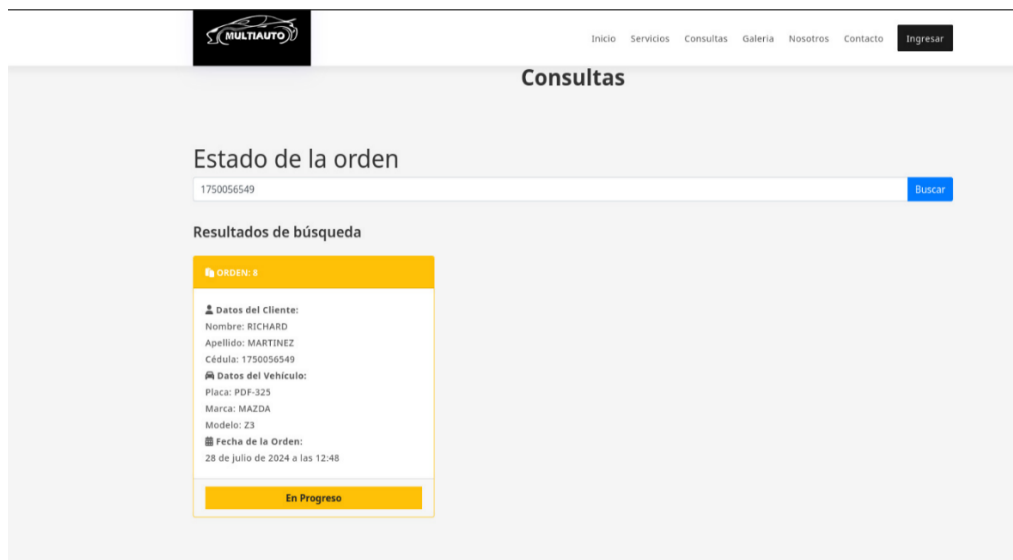 MULTIAUTO
Inicio Servicios Consultas Galeria Nosotros Contacto Ingresar
Consultas
Estado de la orden
1750056549 Buscar
Resultados de búsqueda
ORDEN: 8
Datos del Cliente:
Nombre: RICHARD
Apellido: MARTINEZ
Cédula: 1750056549
Datos del Vehículo:
Placa: PDF-325
Marca: MAZDA
Modelo: Z3
Fecha de la Orden:
28 de julio de 2024 a las 12:48
En Progreso